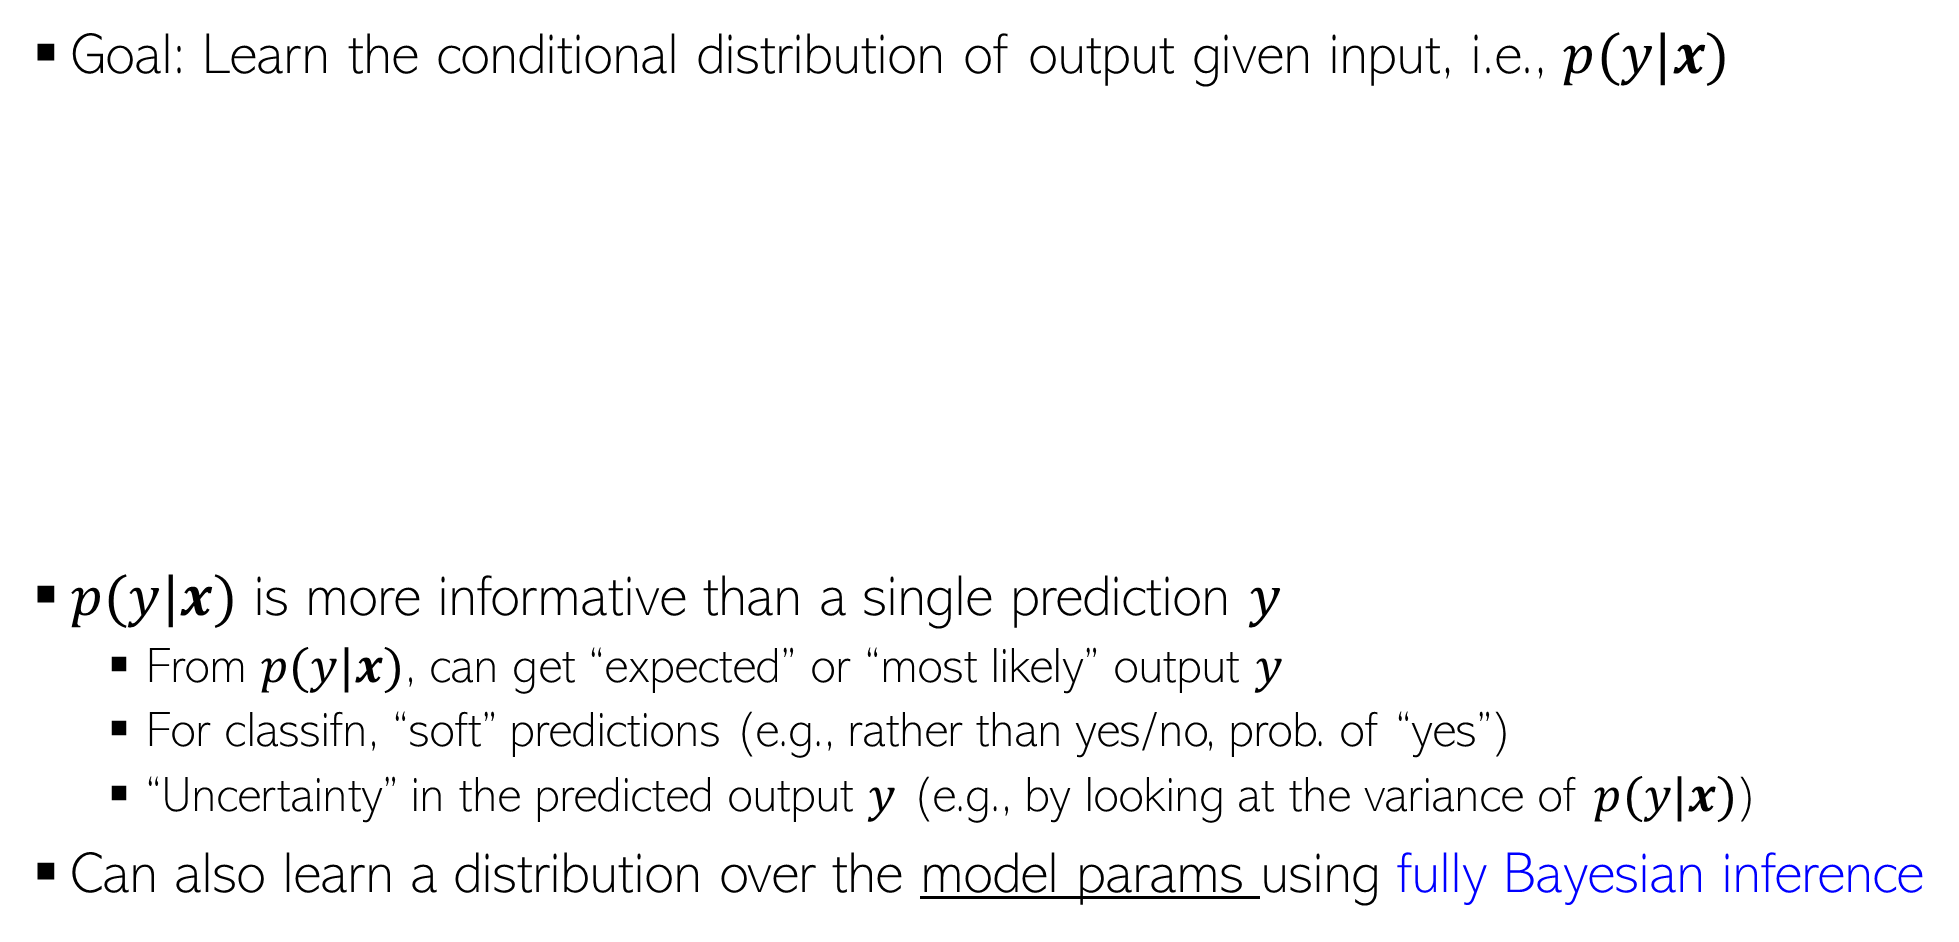 ▪ Goal: Learn the conditional distribution of output given input, i.e., p(y|x)
▪ p(y|x) is more informative than a single prediction y
▪ From p(y|x), can get “expected” or “most likely” output y
▪ For classifn, “soft” predictions (e.g., rather than yes/no, prob. of “yes”)
▪ “Uncertainty” in the predicted output y (e.g., by looking at the variance of p(y|x))
▪ Can also learn a distribution over the model params using fully Bayesian inference